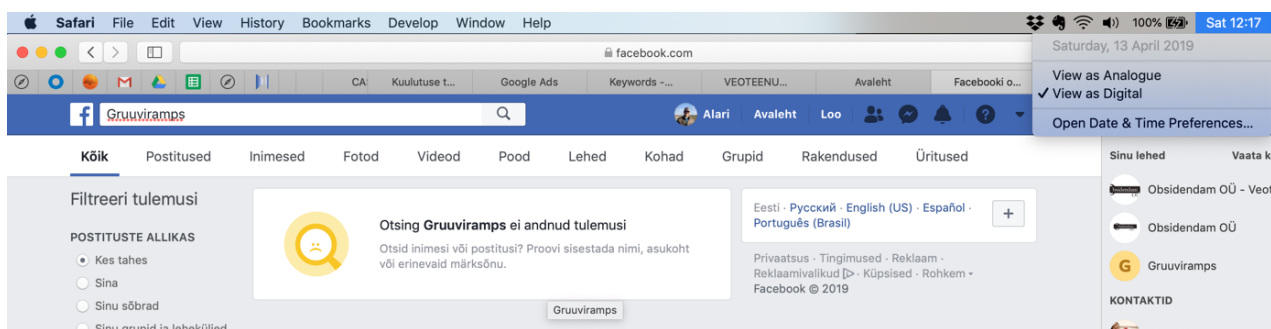 Safari File Edit View History Bookmarks Develop Window Help 100% Sat 12:17
Saturday, 13 April 2019
View as Analogue
✓ View as Digital
Open Date & Time Preferences...
facebook.com
Kuulutuse t... Google Ads Keywords -... VEOTEENU... Avaleht Facebooki o...
Gruuviramps Alari Avaleht Loo
Kõik Postitused Inimesed Fotod Videod Pood Lehed Kohad Grupid Rakendused Üritused
Filtreeri tulemusi
POSTITUSTE ALLIKAS
Kes tahes
Sina
Sinu sõbrad
Sinu grupid ja leheküljed
Otsing Gruuviramps ei andnud tulemusi
Otsid inimesi või postitusi? Proovi sisestada nimi, asukoht
või erinevaid märksõnu.
Gruuviramps
Eesti · Русский · English (US) · Español ·
Português (Brasil)
Privaatsus · Tingimused · Reklaam ·
Reklaamivalikud · Küpsised · Rohkem
Facebook © 2019
Sinu lehed Vaata k
Obsidendam OÜ - Veot
Obsidendam OÜ
G Gruuviramps
KONTAKTID